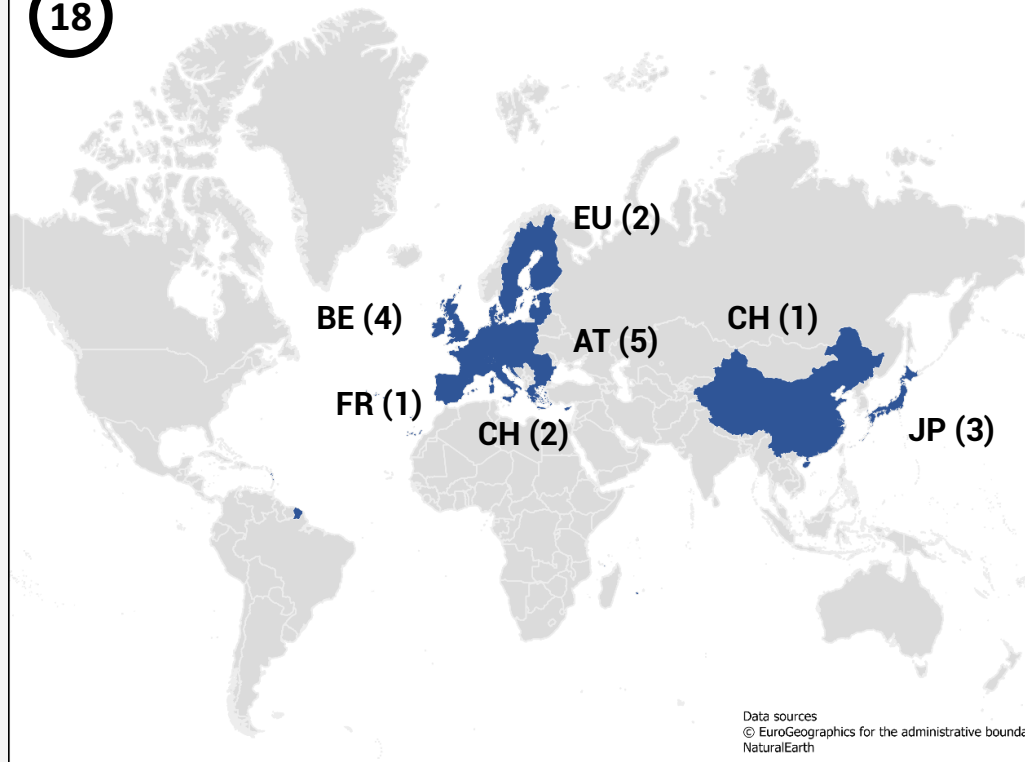 18
EU (2)
BE (4)
CH (1)
AT (5)
FR (1)
CH (2)
JP (3)
Data sources
© EuroGeographics for the administrative bounda
NaturalEarth